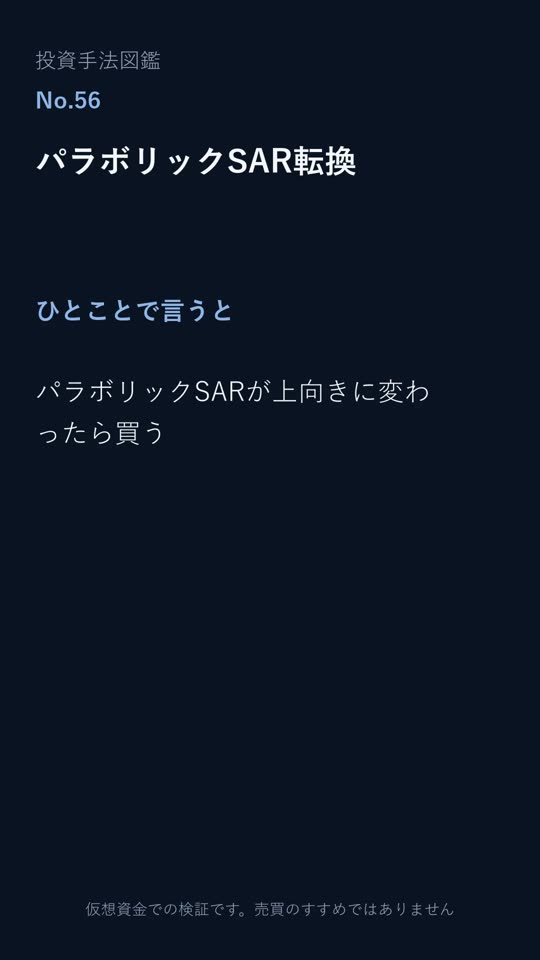 投資手法図鑑
No.56
パラボリックSAR転換
ひとことで言うと
パラボリックSARが上向きに変わ
ったら買う
仮想資金での検証です。売買のすすめではありません